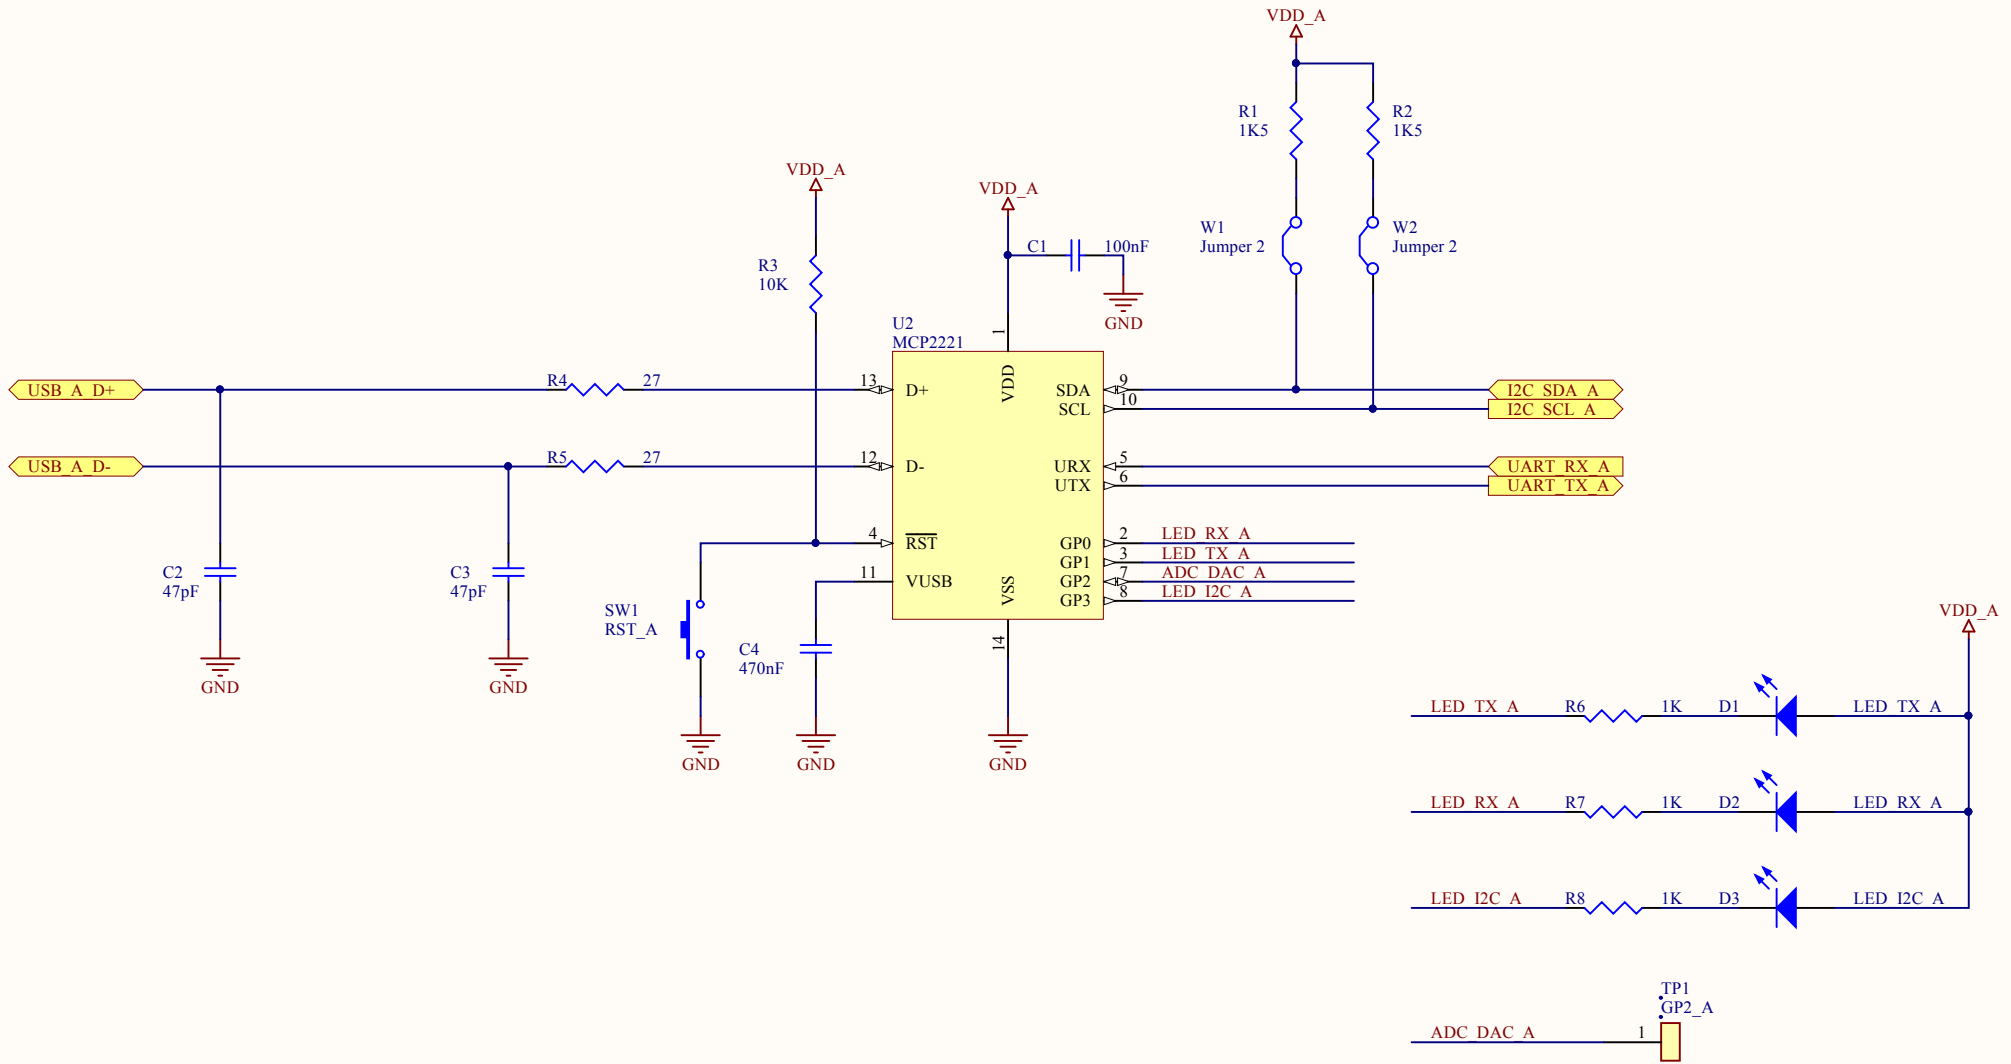 VDD_A
R1
1K5
R2
1K5
VDD_A
VDD_A
W1
Jumper 2
W2
Jumper 2
C1 100nF
R3
10K
GND
U2
MCP2221
1
VDD
USB_A_D+ R4 27 13 D+ SDA 9 I2C_SDA_A
SCL 10 I2C_SCL_A
USB_A_D- R5 27 12 D- URX 5 UART_RX_A
UTX 6 UART_TX_A
4 RST GP0 2 LED_RX_A
GP1 3 LED_TX_A
11 VUSB GP2 7 ADC_DAC_A
GP3 8 LED_I2C_A
VSS
14
C2
47pF
C3
47pF
SW1
RST_A
C4
470nF
GND
GND
GND
GND
GND
VDD_A
LED_TX_A R6 1K D1 LED_TX_A
LED_RX_A R7 1K D2 LED_RX_A
LED_I2C_A R8 1K D3 LED_I2C_A
TP1
GP2_A
ADC_DAC_A 1